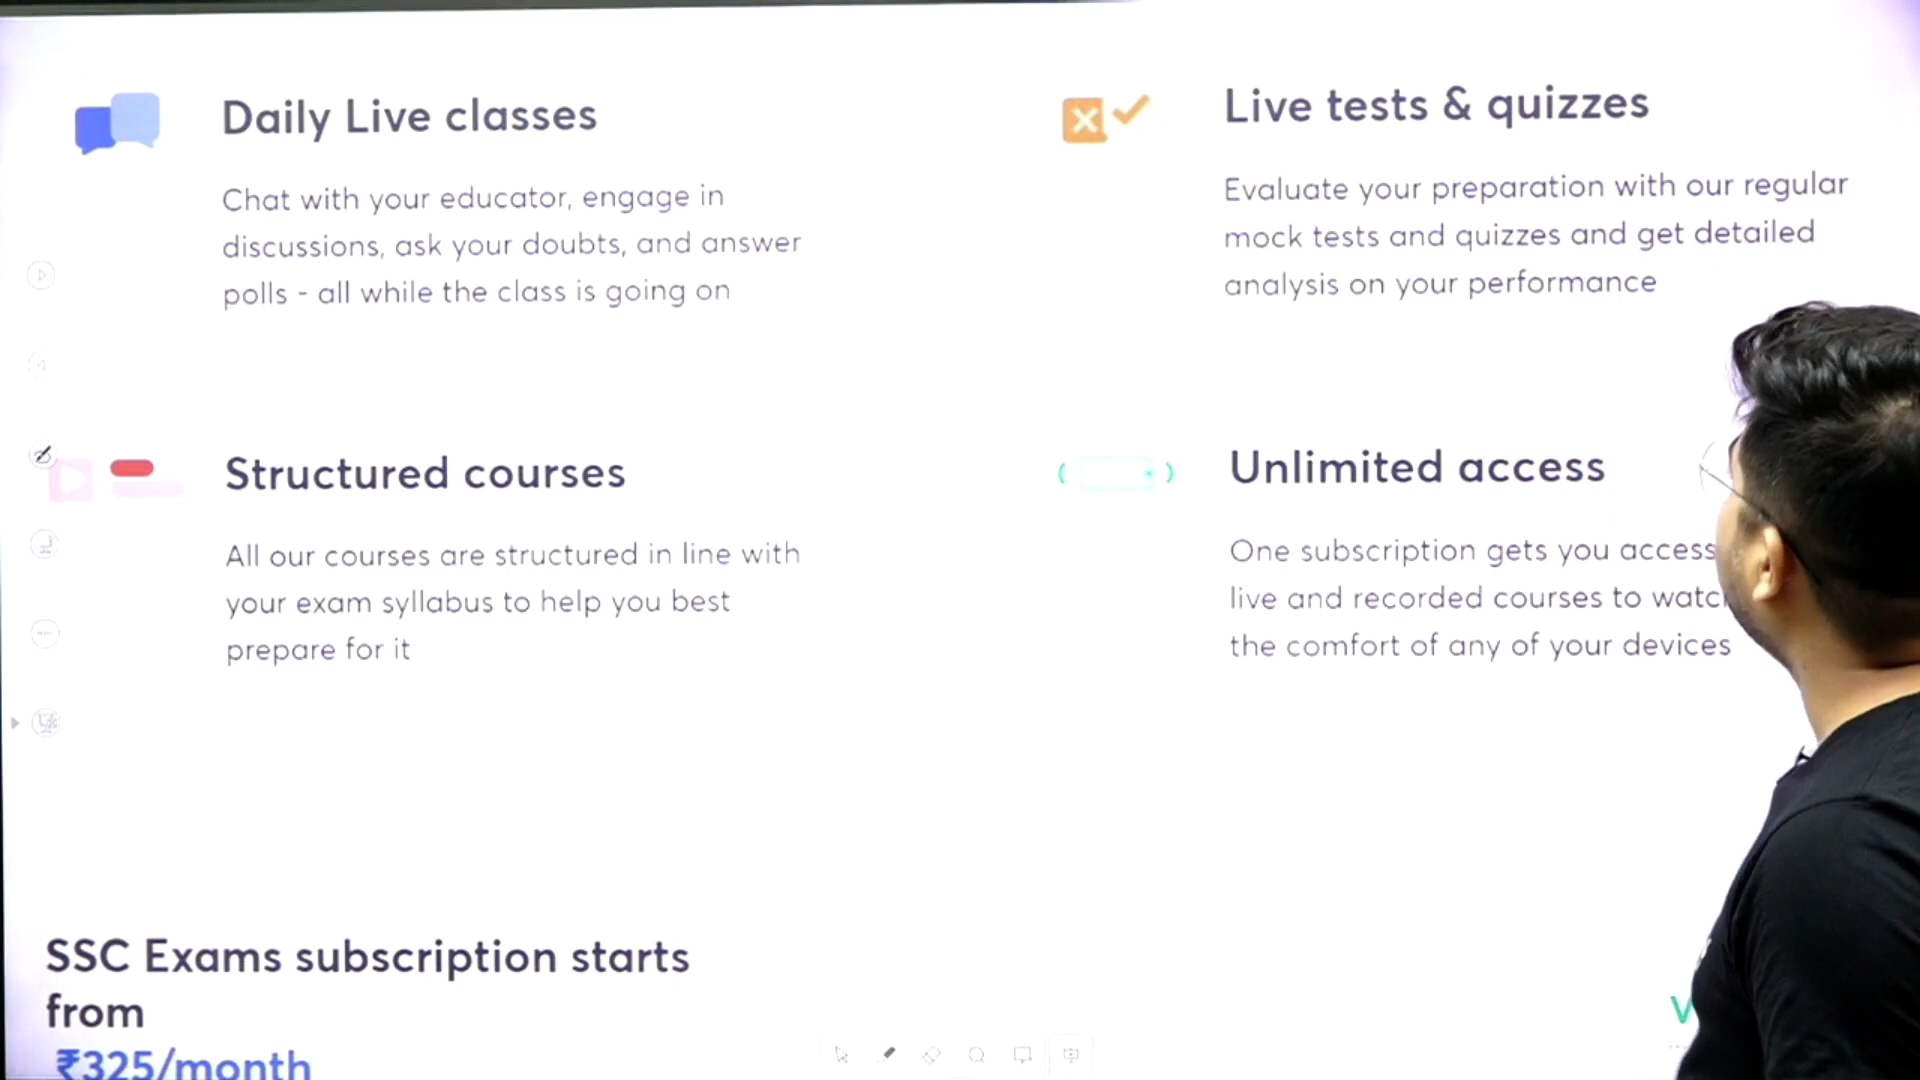 Daily Live classes
Chat with your educator, engage in
discussions, ask your doubts, and answer
polls - all while the class is going on
Live tests & quizzes
Evaluate your preparation with our regular
mock tests and quizzes and get detailed
analysis on your performance
Structured courses
All our courses are structured in line with
your exam syllabus to help you best
prepare for it
Unlimited access
One subscription gets you access
live and recorded courses to
the comfort of any of your devices
SSC Exams subscription starts
from
₹325/month